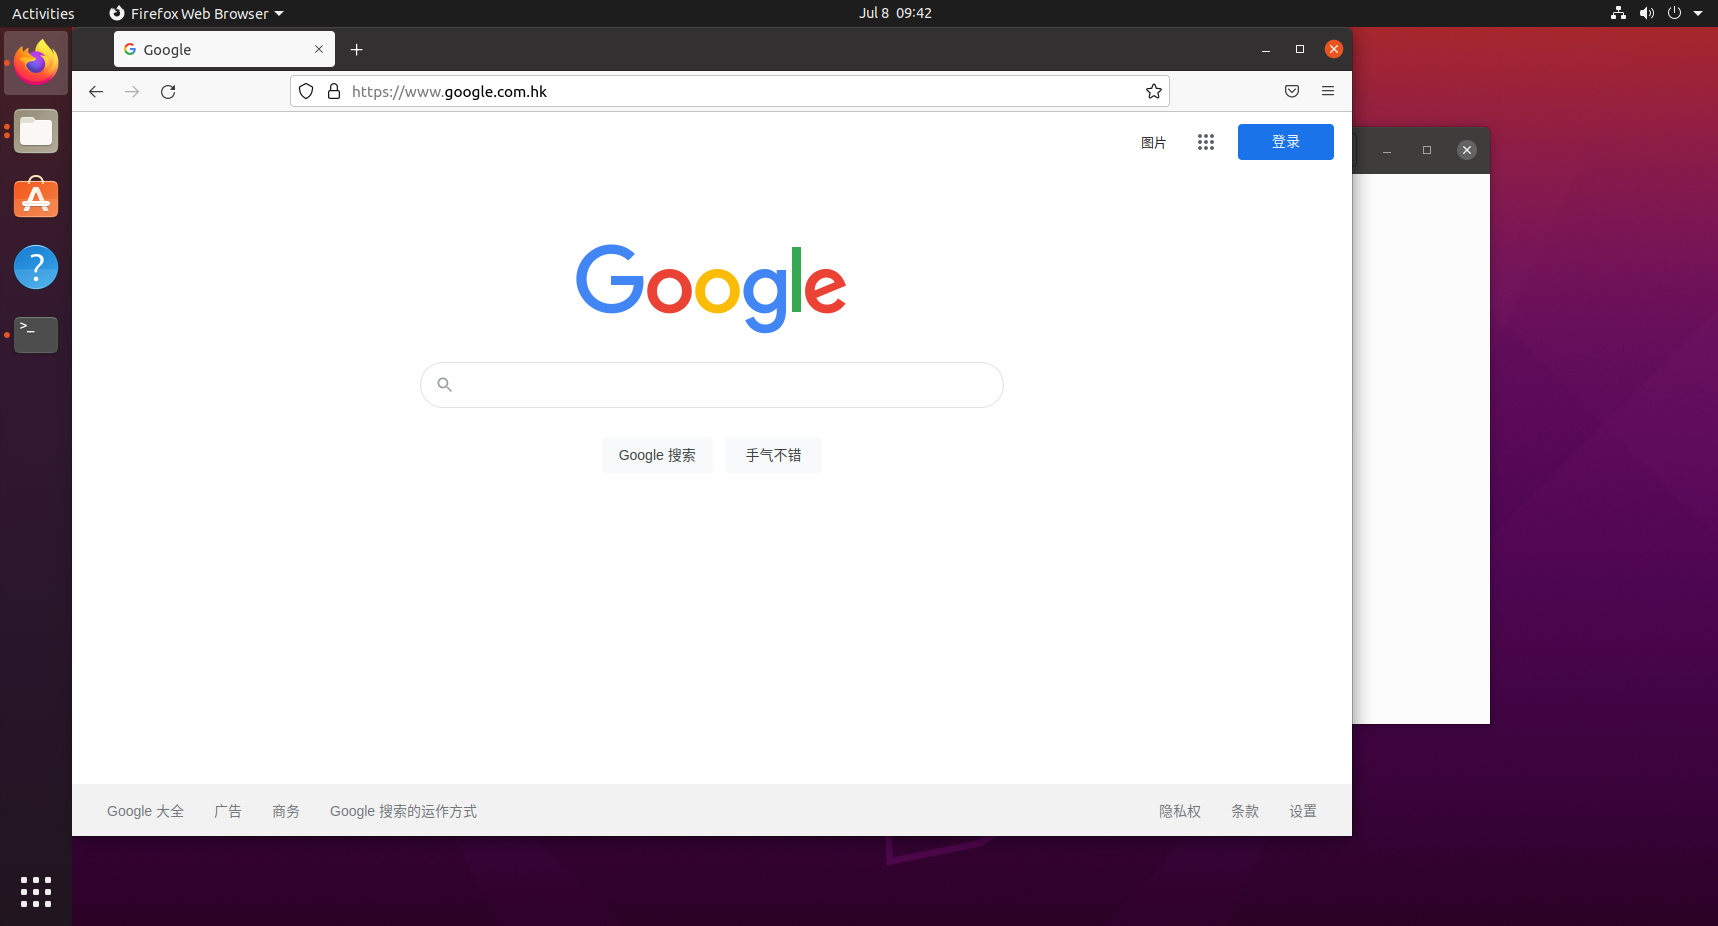 Activities
Firefox Web Browser
Jul 8 09:42
Google
https://www.google.com.hk
图片
登录
Google
Google 搜索
手气不错
Google 大全
广告
商务
Google 搜索的运作方式
隐私权
条款
设置